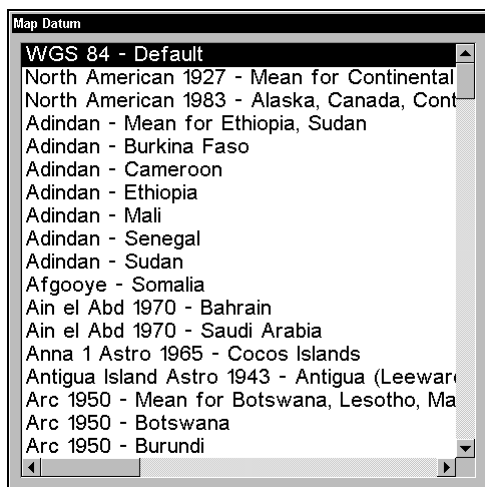 Map Datum
WGS 84 - Default
North American 1927 - Mean for Continental
North American 1983 - Alaska, Canada, Cont
Adindan - Mean for Ethiopia, Sudan
Adindan - Burkina Faso
Adindan - Cameroon
Adindan - Ethiopia
Adindan - Mali
Adindan - Senegal
Adindan - Sudan
Afgooye - Somalia
Ain el Abd 1970 - Bahrain
Ain el Abd 1970 - Saudi Arabia
Anna 1 Astro 1965 - Cocos Islands
Antigua Island Astro 1943 - Antigua (Leeward
Arc 1950 - Mean for Botswana, Lesotho, Ma
Arc 1950 - Botswana
Arc 1950 - Burundi